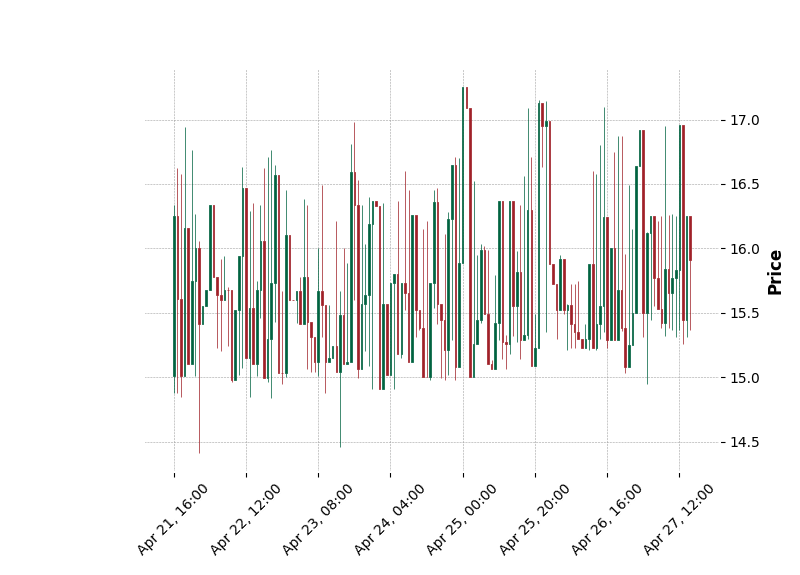 17.0
16.5
16.0
15.5
15.0
14.5
Price
Apr 21, 16:00
Apr 22, 12:00
Apr 23, 08:00
Apr 24, 04:00
Apr 25, 00:00
Apr 25, 20:00
Apr 26, 16:00
Apr 27, 12:00